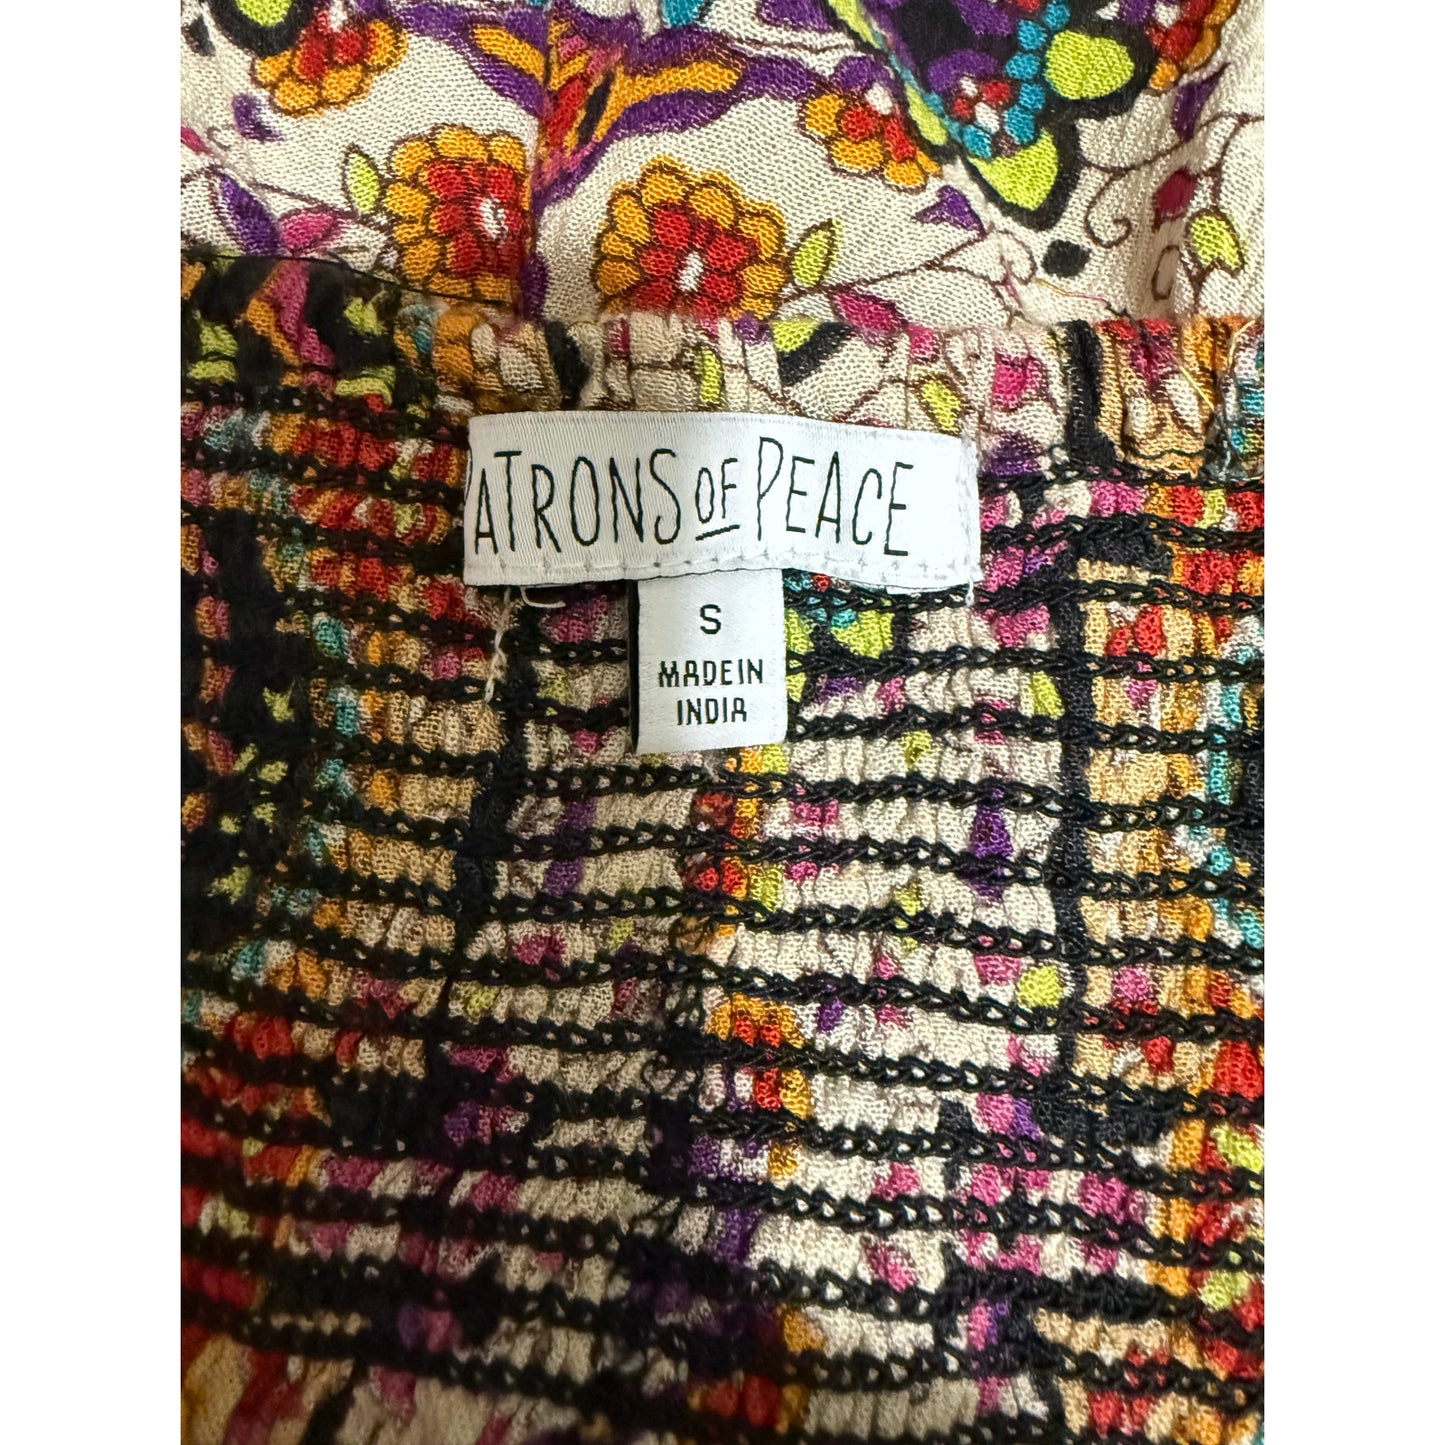 PATRONS OF PEACE
S
MADE IN
INDIA